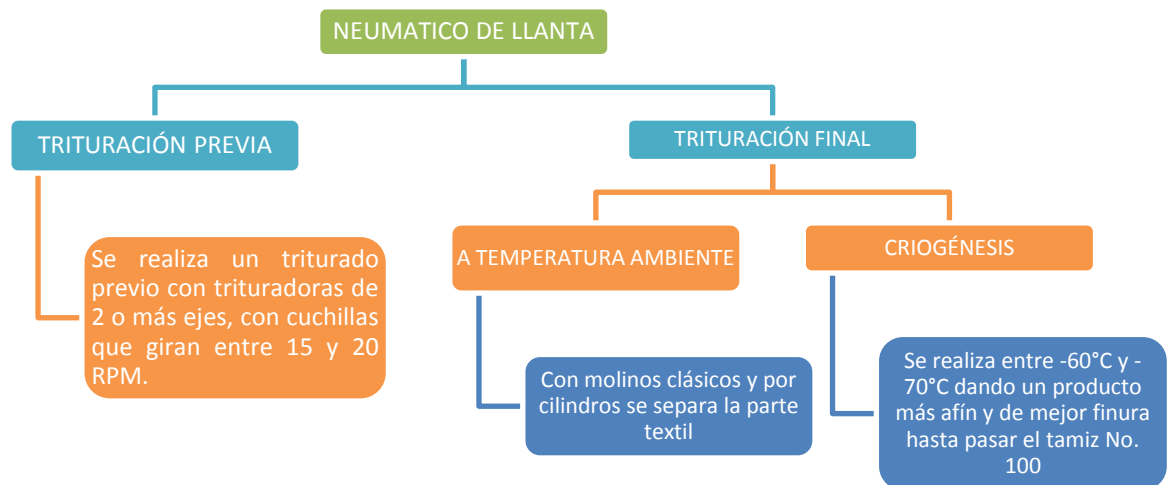 NEUMATICO DE LLANTA
TRITURACIÓN PREVIA
TRITURACIÓN FINAL
Se realiza un triturado
previo con trituradoras de
2 o más ejes, con cuchillas
que giran entre 15 y 20
RPM.
A TEMPERATURA AMBIENTE
CRIOGÉNESIS
Con molinos clásicos y por
cilindros se separa la parte
textil
Se realiza entre -60°C y -
70°C dando un producto
más afín y de mejor finura
hasta pasar el tamiz No.
100